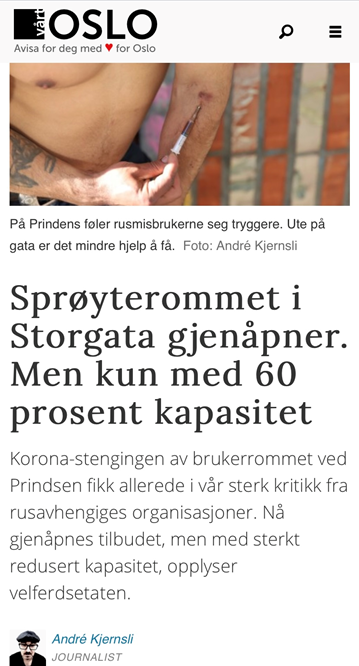 vårt OSLO
Avisa for deg med ♥ for Oslo
På Prindens føler rusmisbrukerne seg tryggere. Ute på
gata er det mindre hjelp å få. Foto: André Kjernsli
Sprøyterommet i
Storgata gjenåpner.
Men kun med 60
prosent kapasitet
Korona-stengingen av brukerrommet ved
Prindsen fikk allerede i vår sterk kritikk fra
rusavhengiges organisasjoner. Nå
gjenåpnes tilbudet, men med sterkt
redusert kapasitet, opplyser
velferdsetaten.
André Kjernsli
JOURNALIST